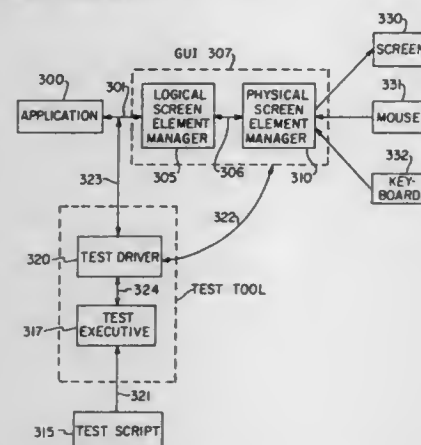 330
SCREEN
GUI 307
300
APPLICATION
301
LOGICAL
SCREEN
ELEMENT
MANAGER
PHYSICAL
SCREEN
ELEMENT
MANAGER
331
MOUSE
305
306
310
332
KEY-
BOARD
323
322
320
TEST DRIVER
324
TEST TOOL
317
TEST
EXECUTIVE
321
315
TEST SCRIPT